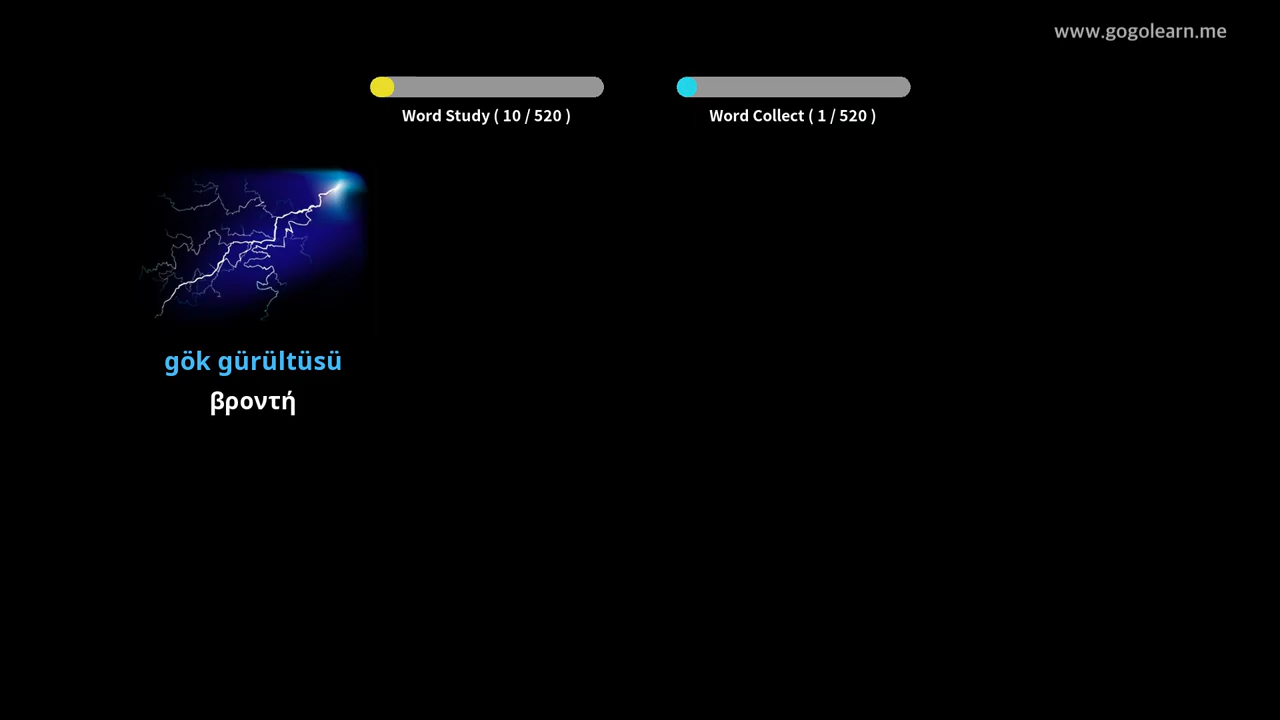 www.gogolearn.me
Word Study ( 10 / 520 )
Word Collect ( 1 / 520 )
gök gürültüsü
βροντή